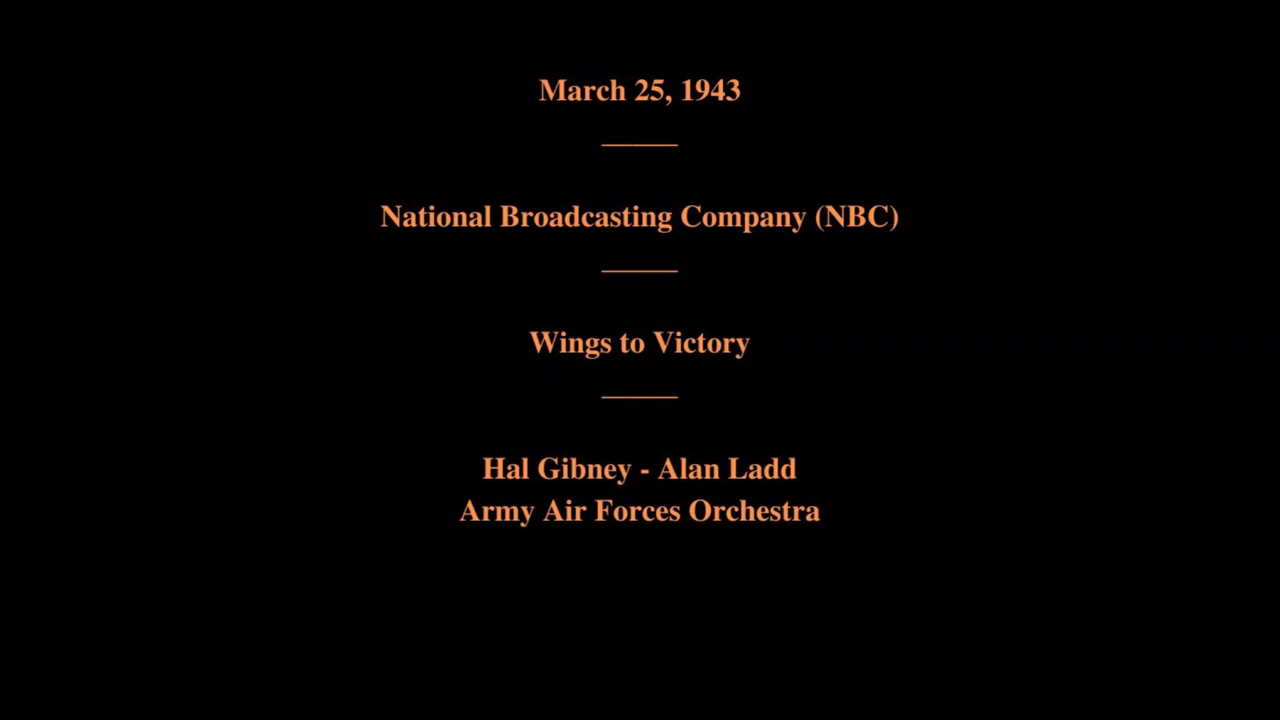 March 25, 1943
National Broadcasting Company (NBC)
Wings to Victory
Hal Gibney - Alan Ladd
Army Air Forces Orchestra